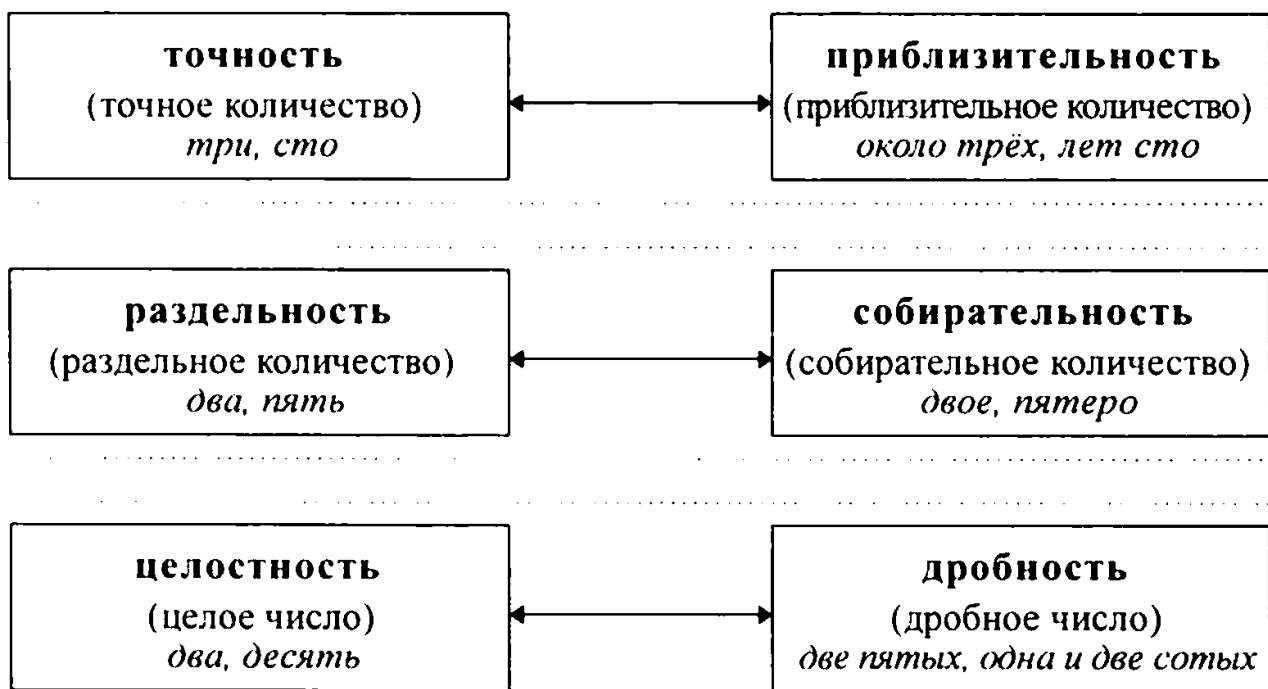 точность
(точное количество)
три, сто
приблизительность
(приблизительное количество)
около трёх, лет сто
раздельность
(раздельное количество)
два, пять
собирательность
(собирательное количество)
двое, пятеро
целостность
(целое число)
два, десять
дробность
(дробное число)
две пятых, одна и две сотых